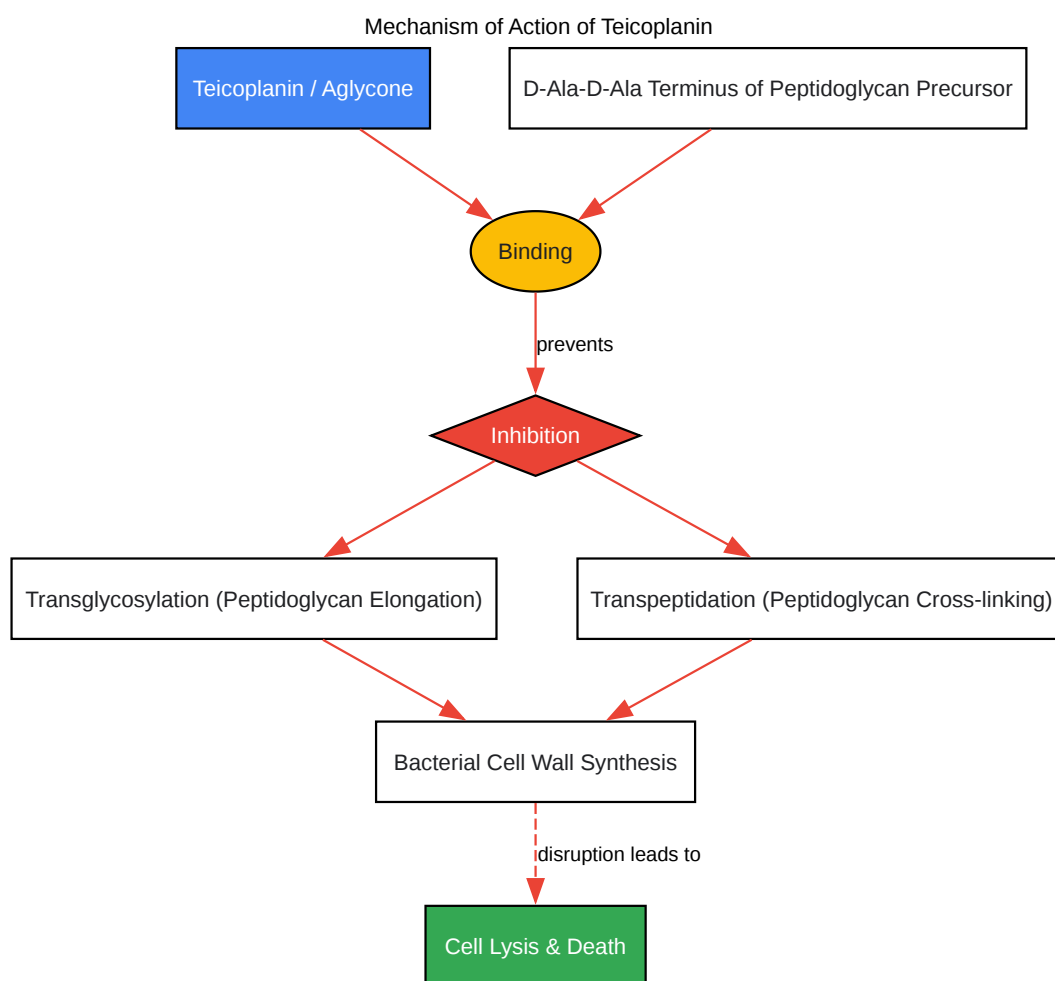 Mechanism of Action of Teicoplanin
Teicoplanin / Aglycone
D-Ala-D-Ala Terminus of Peptidoglycan Precursor
Binding
prevents
Inhibition
Transglycosylation (Peptidoglycan Elongation)
Transpeptidation (Peptidoglycan Cross-linking)
Bacterial Cell Wall Synthesis
disruption leads to
Cell Lysis & Death